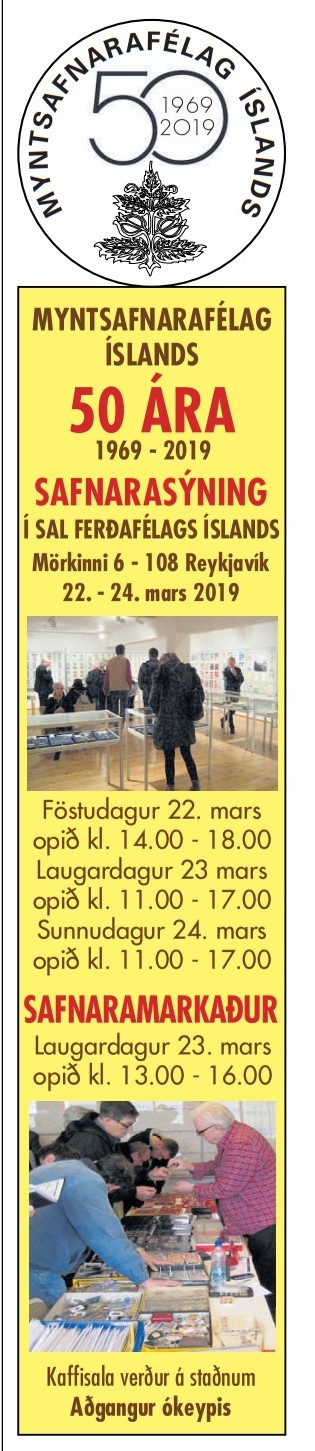 MYNTSAFNARAFÉLAG ÍSLANDS
50
1969
2019
MYNTSAFNARAFÉLAG
ÍSLANDS
50 ÁRA
1969 - 2019
SAFNARASÝNING
Í SAL FERÐAFÉLAGS ÍSLANDS
Mörkinni 6 - 108 Reykjavík
22. - 24. mars 2019
Föstudagur 22. mars
opið kl. 14.00 - 18.00
Laugardagur 23 mars
opið kl. 11.00 - 17.00
Sunnudagur 24. mars
opið kl. 11.00 - 17.00
SAFNARAMARKAÐUR
Laugardagur 23. mars
opið kl. 13.00 - 16.00
Kaffisala verður á staðnum
Aðgangur ókeypis